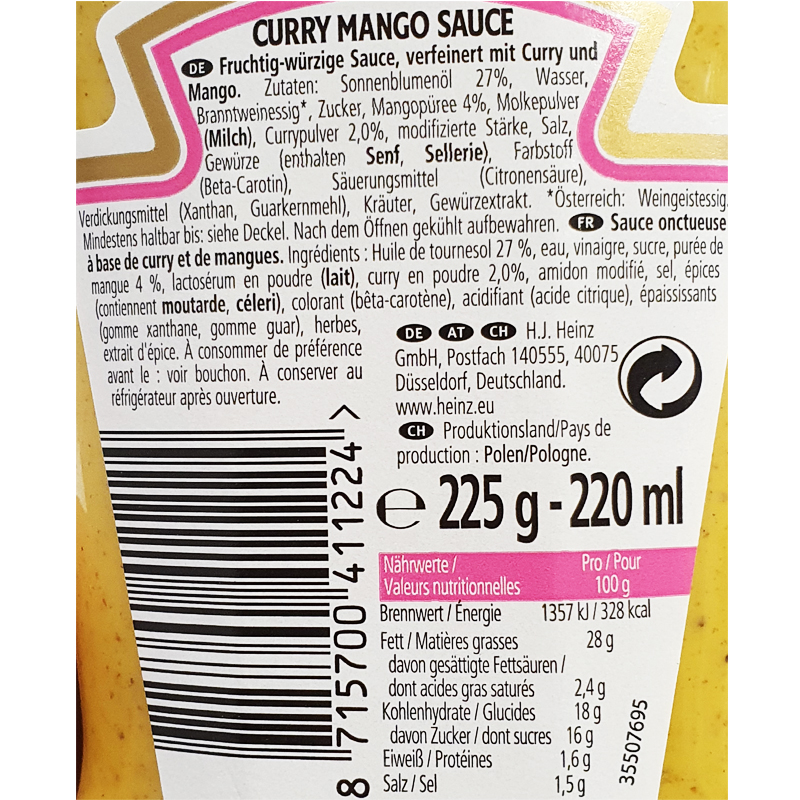 CURRY MANGO SAUCE
DE Fruchtig-würzige Sauce, verfeinert mit Curry und
Mango. Zutaten: Sonnenblumenöl 27%, Wasser,
Branntweinessig*, Zucker, Mangopüree 4%, Molkepulver
(Milch), Currypulver 2,0%, modifizierte Stärke, Salz,
Gewürze (enthalten Senf, Sellerie), Farbstoff
(Beta-Carotin), Säuerungsmittel (Citronensäure),
Verdickungsmittel (Xanthan, Guarkernmehl), Kräuter, Gewürzextrakt. *Österreich: Weingeistessig.
Mindestens haltbar bis: siehe Deckel. Nach dem Öffnen gekühlt aufbewahren. FR Sauce onctueuse
à base de curry et de mangues. Ingrédients : Huile de tournesol 27 %, eau, vinaigre, sucre, purée de
mangue 4 %, lactosérum en poudre (lait), curry en poudre 2,0%, amidon modifié, sel, épices
(contiennent moutarde, céleri), colorant (bêta-carotène), acidifiant (acide citrique), épaississants
(gomme xanthane, gomme guar), herbes,
extrait d'épice. À consommer de préférence
avant le : voir bouchon. À conserver au
réfrigérateur après ouverture.
DE AT CH H.J. Heinz
GmbH, Postfach 140555, 40075
Düsseldorf, Deutschland.
www.heinz.eu
CH Produktionsland/Pays de
production : Polen/Pologne.
e 225 g - 220 ml
8 715700 411224 >
Nährwerte / Pro / Pour
Valeurs nutritionnelles 100 g
Brennwert / Énergie 1357 kJ / 328 kcal
Fett / Matières grasses 28 g
davon gesättigte Fettsäuren /
dont acides gras saturés 2,4 g
Kohlenhydrate / Glucides 18 g
davon Zucker / dont sucres 16 g
Eiweiß / Protéines 1,6 g
Salz / Sel 1,5 g
35507695